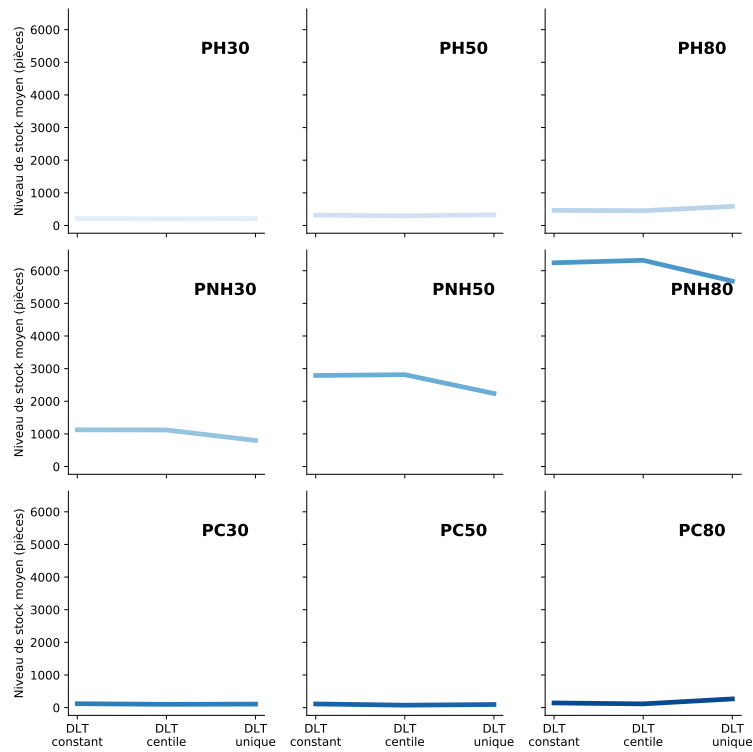 Niveau de stock moyen (pièces)
6000
5000
4000
3000
2000
1000
0
PH30
PH50
PH80
Niveau de stock moyen (pièces)
6000
5000
4000
3000
2000
1000
0
PNH30
PNH50
PNH80
Niveau de stock moyen (pièces)
6000
5000
4000
3000
2000
1000
0
PC30
PC50
PC80
DLT
constant
DLT
centile
DLT
unique
DLT
constant
DLT
centile
DLT
unique
DLT
constant
DLT
centile
DLT
unique